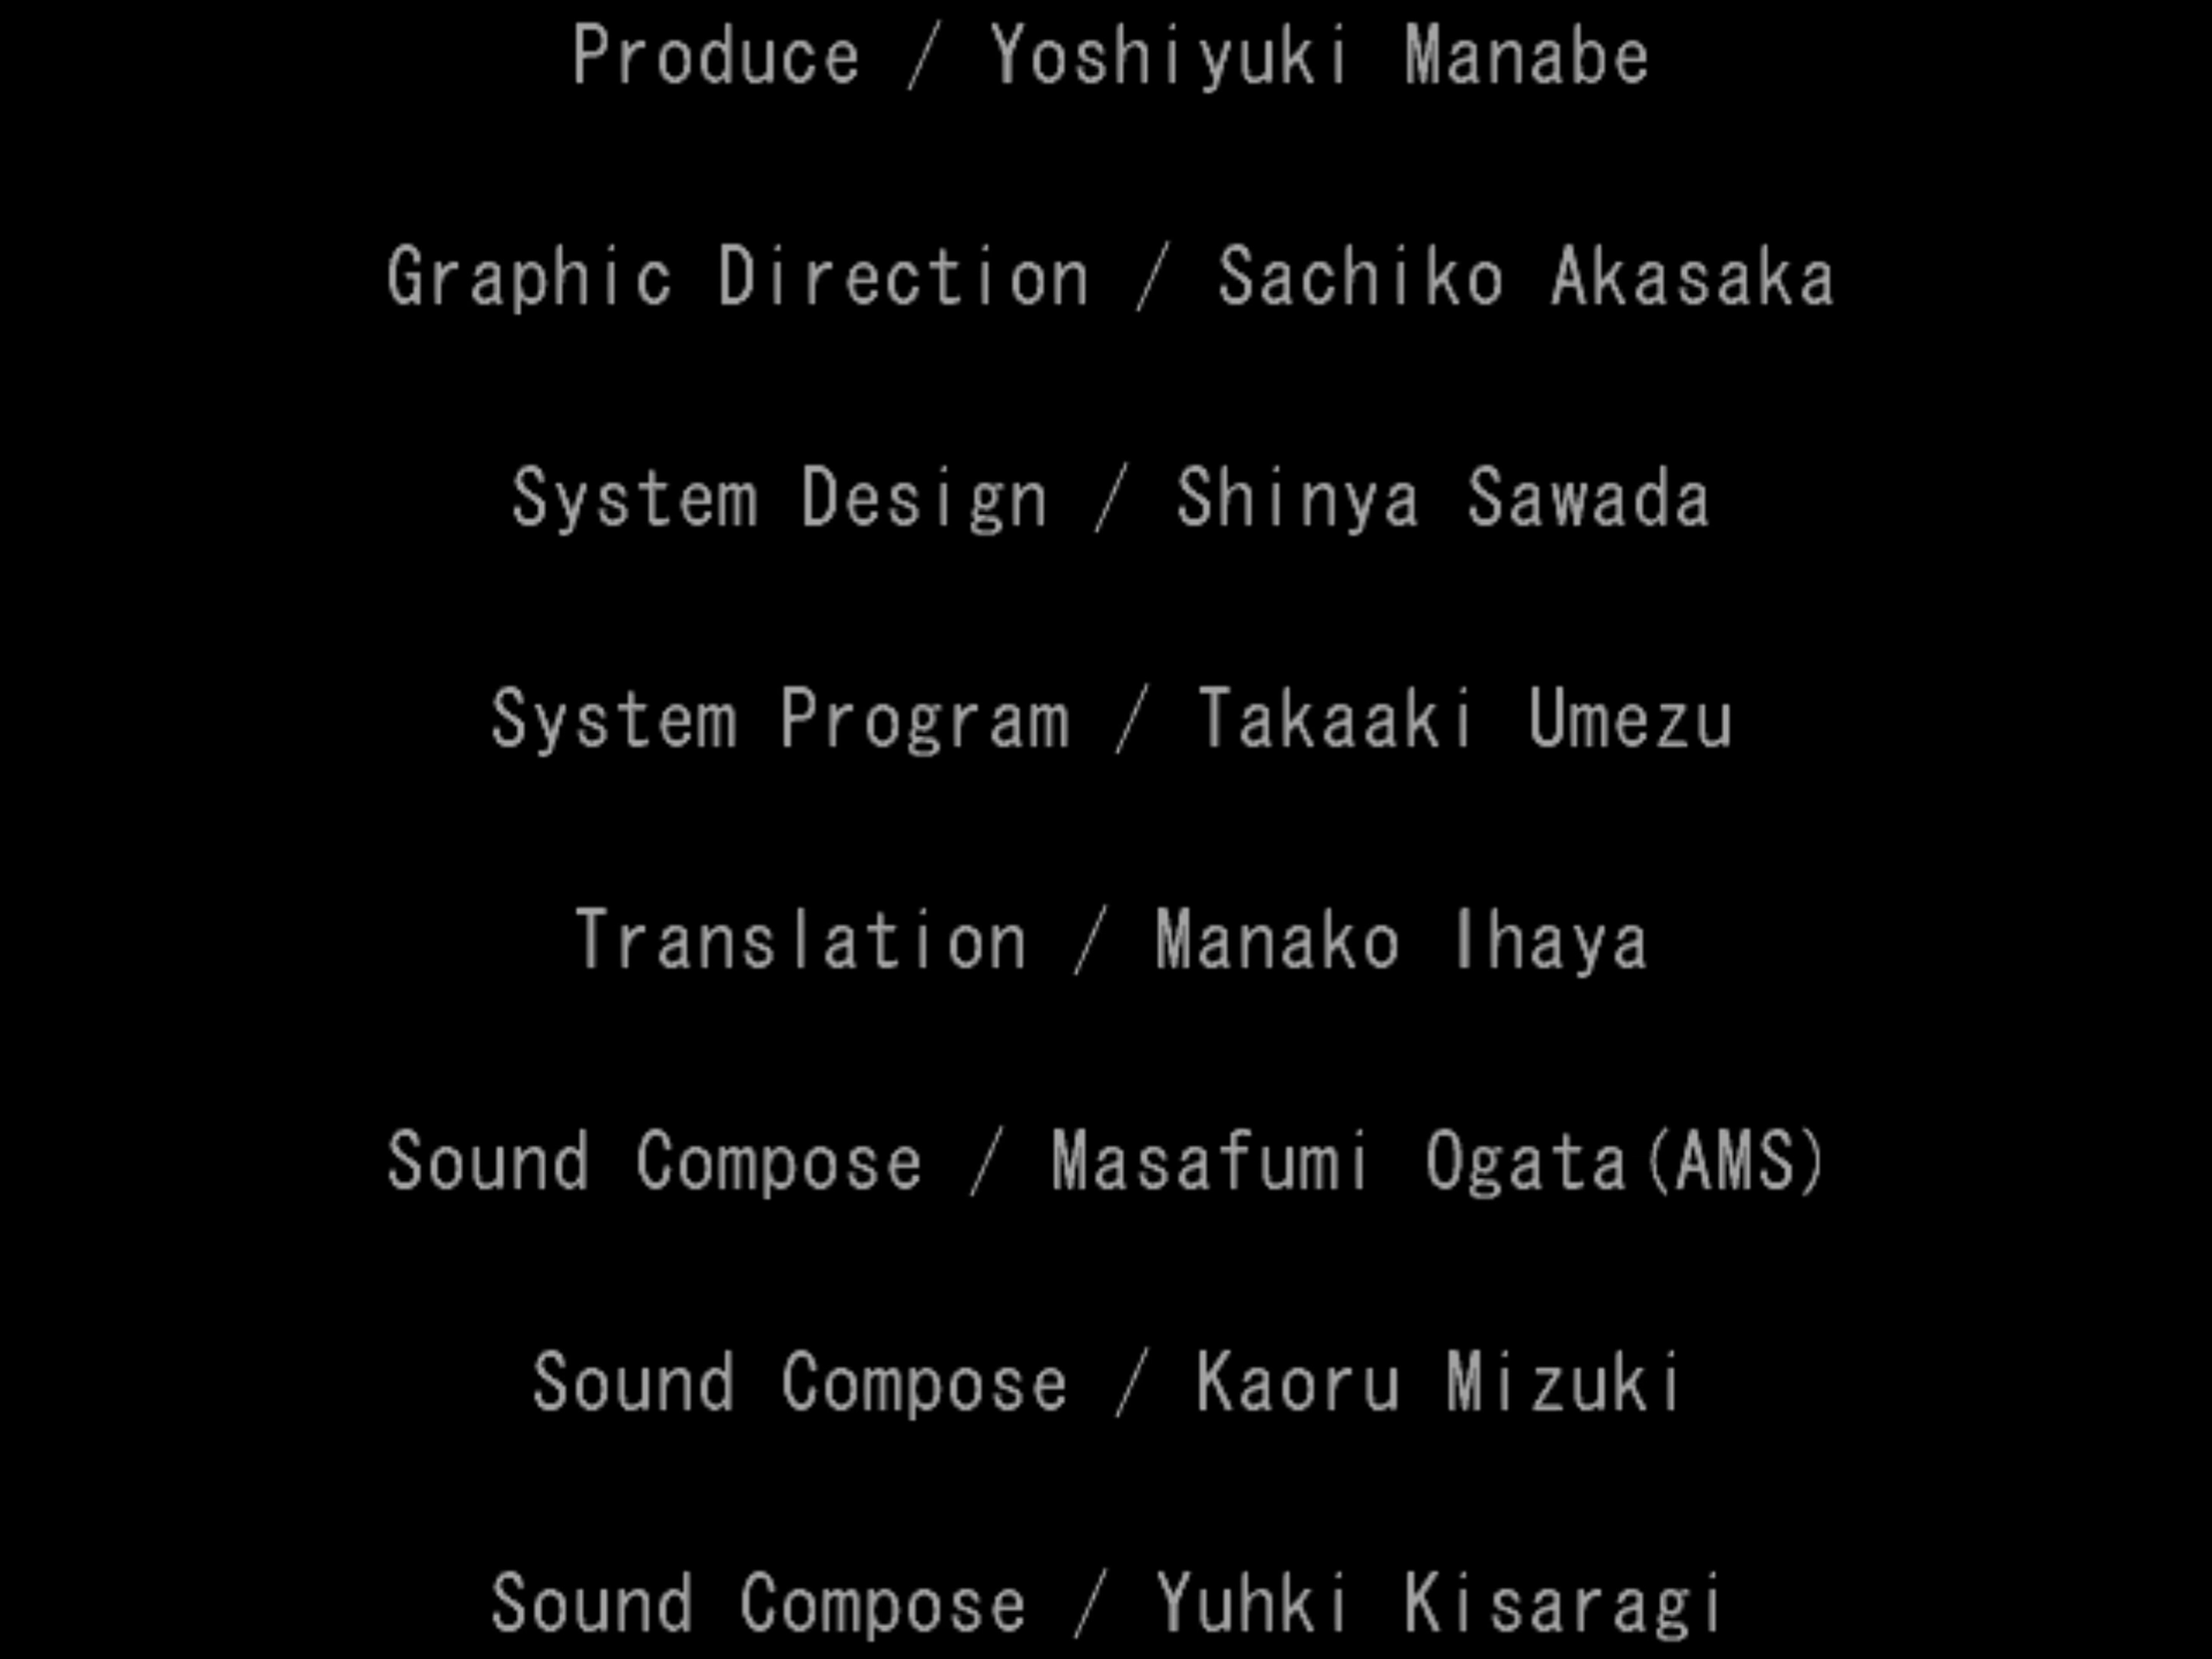 Produce / Yoshiyuki Manabe
Graphic Direction / Sachiko Akasaka
System Design / Shinya Sawada
System Program / Takaaki Umezu
Translation / Manako Ihaya
Sound Compose / Masafumi Ogata(AMS)
Sound Compose / Kaoru Mizuki
Sound Compose / Yuhki Kisaragi